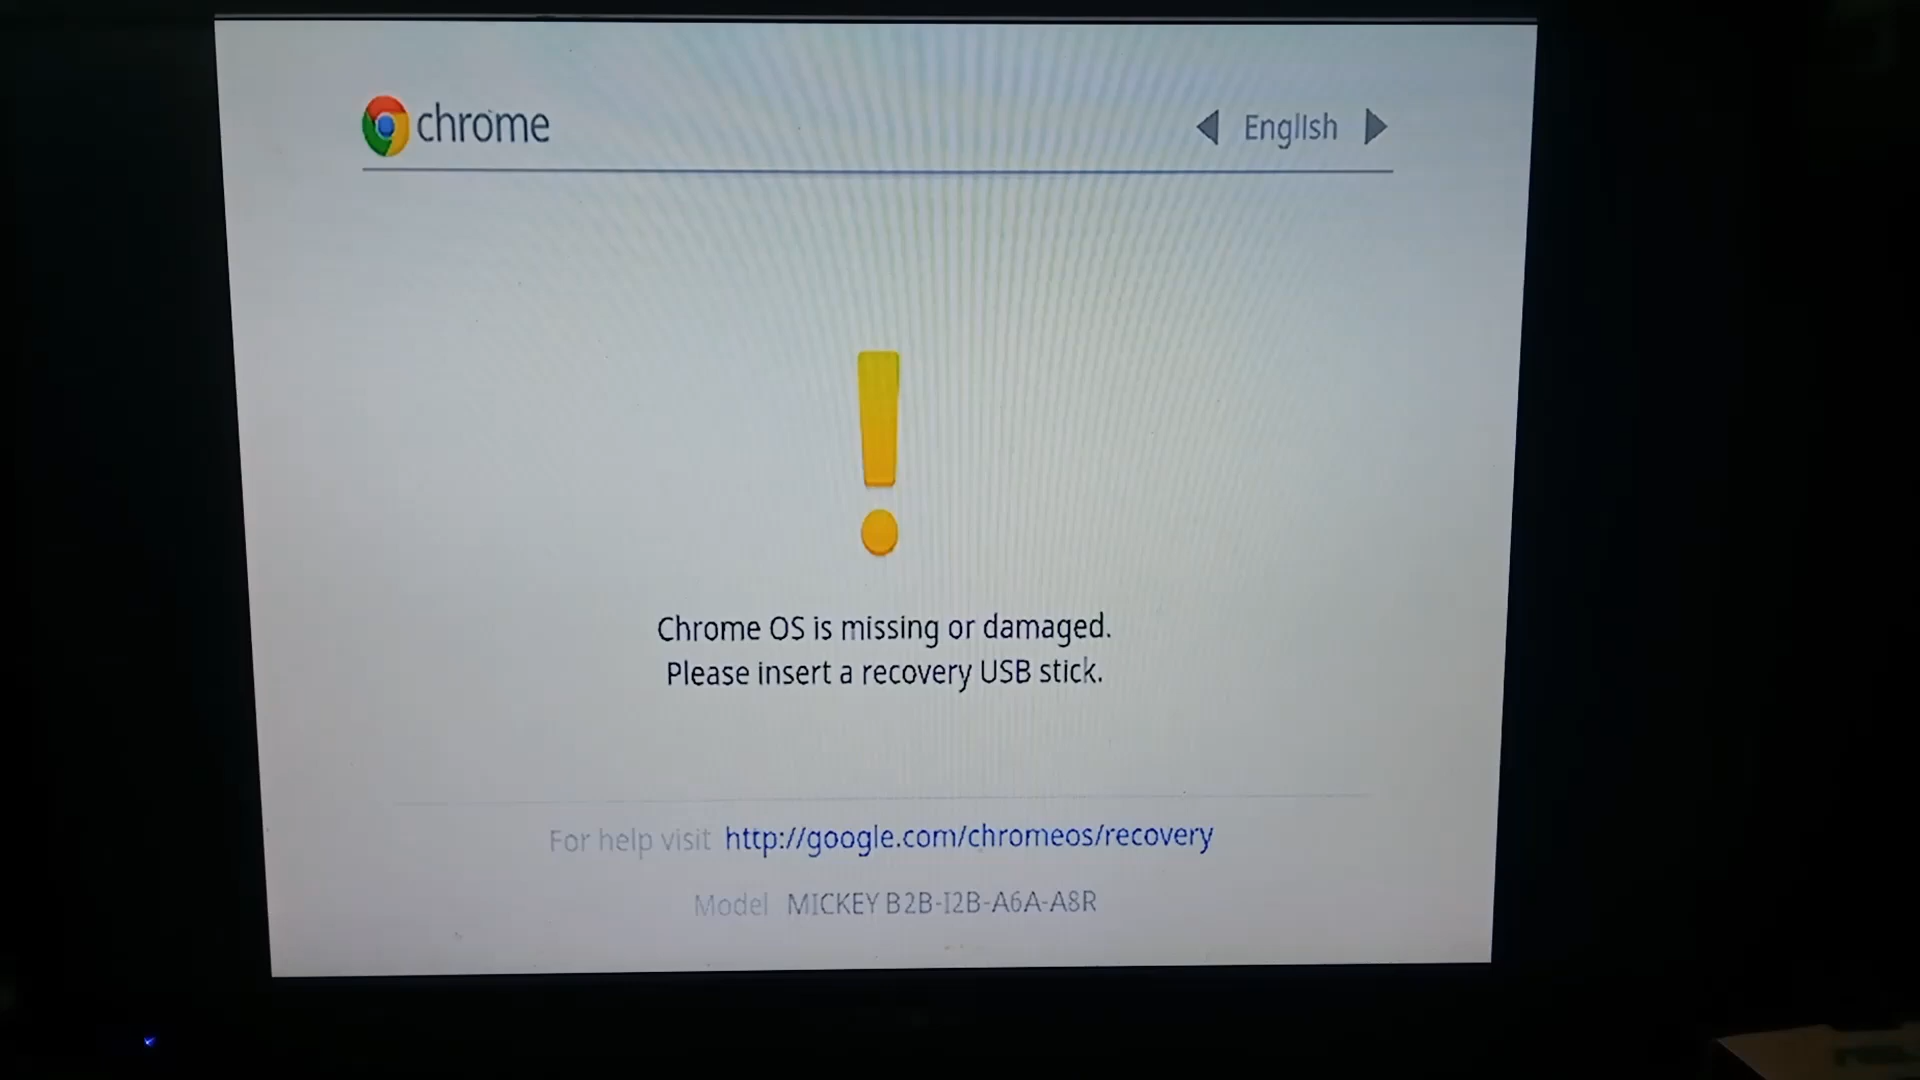 chrome
English
Chrome OS is missing or damaged.
Please insert a recovery USB stick.
For help visit http://google.com/chromeos/recovery
Model MICKEY B2B-I2B-A6A-A8R